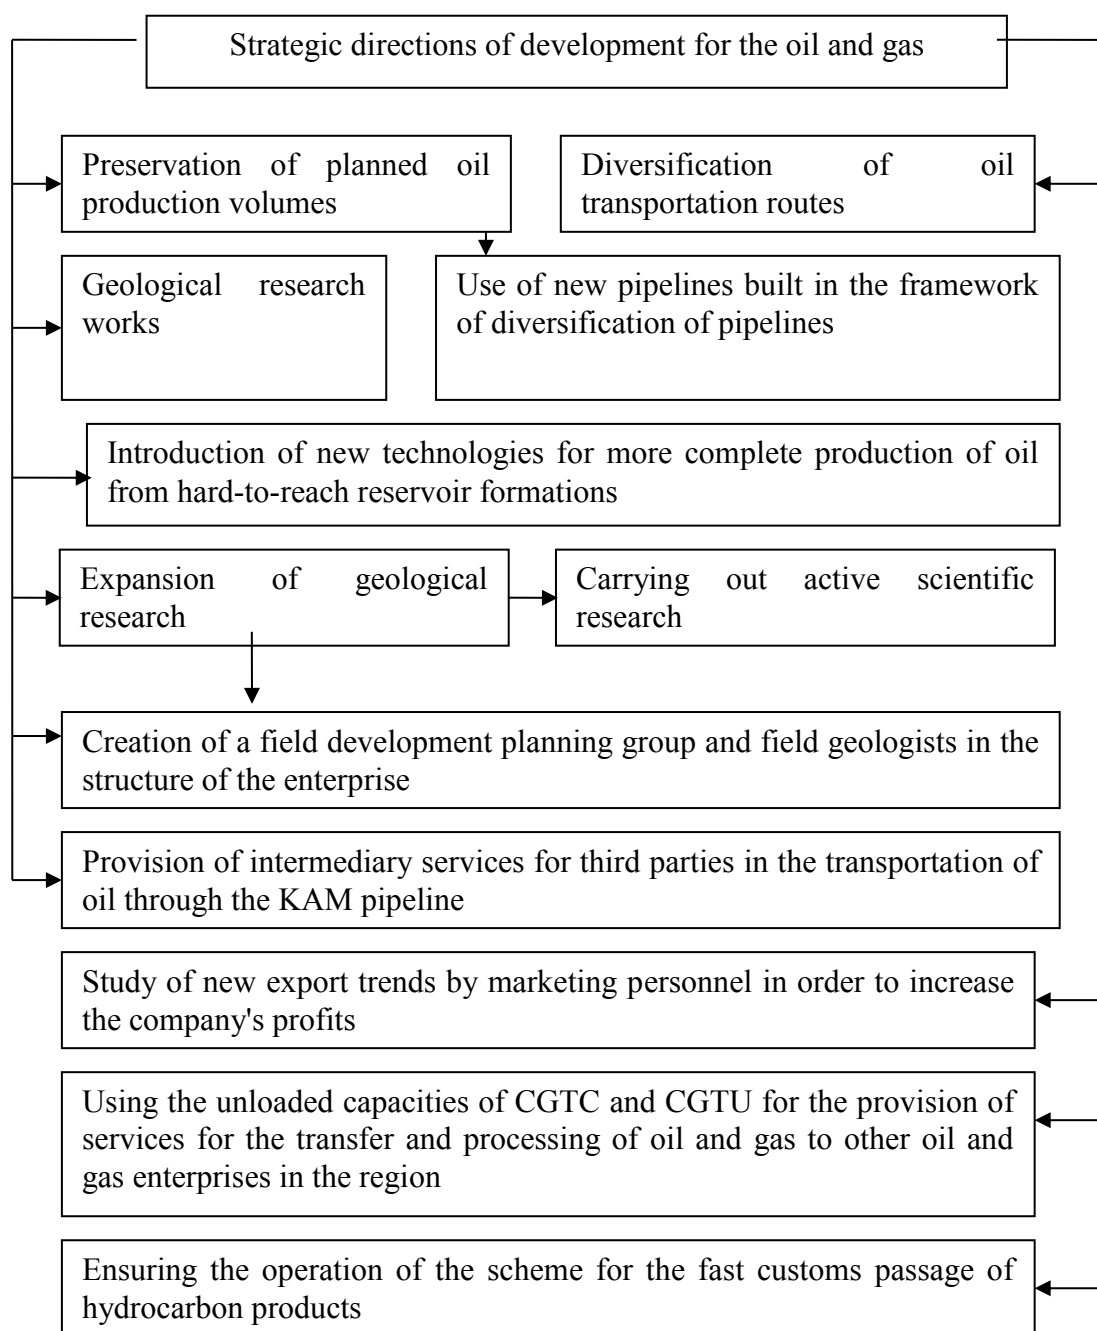 Strategic directions of development for the oil and gas
Preservation of planned oil
production volumes
Diversification of oil
transportation routes
Geological research
works
Use of new pipelines built in the framework
of diversification of pipelines
Introduction of new technologies for more complete production of oil
from hard-to-reach reservoir formations
Expansion of geological
research
Carrying out active scientific
research
Creation of a field development planning group and field geologists in the
structure of the enterprise
Provision of intermediary services for third parties in the transportation of
oil through the KAM pipeline
Study of new export trends by marketing personnel in order to increase
the company's profits
Using the unloaded capacities of CGTC and CGTU for the provision of
services for the transfer and processing of oil and gas to other oil and
gas enterprises in the region
Ensuring the operation of the scheme for the fast customs passage of
hydrocarbon products